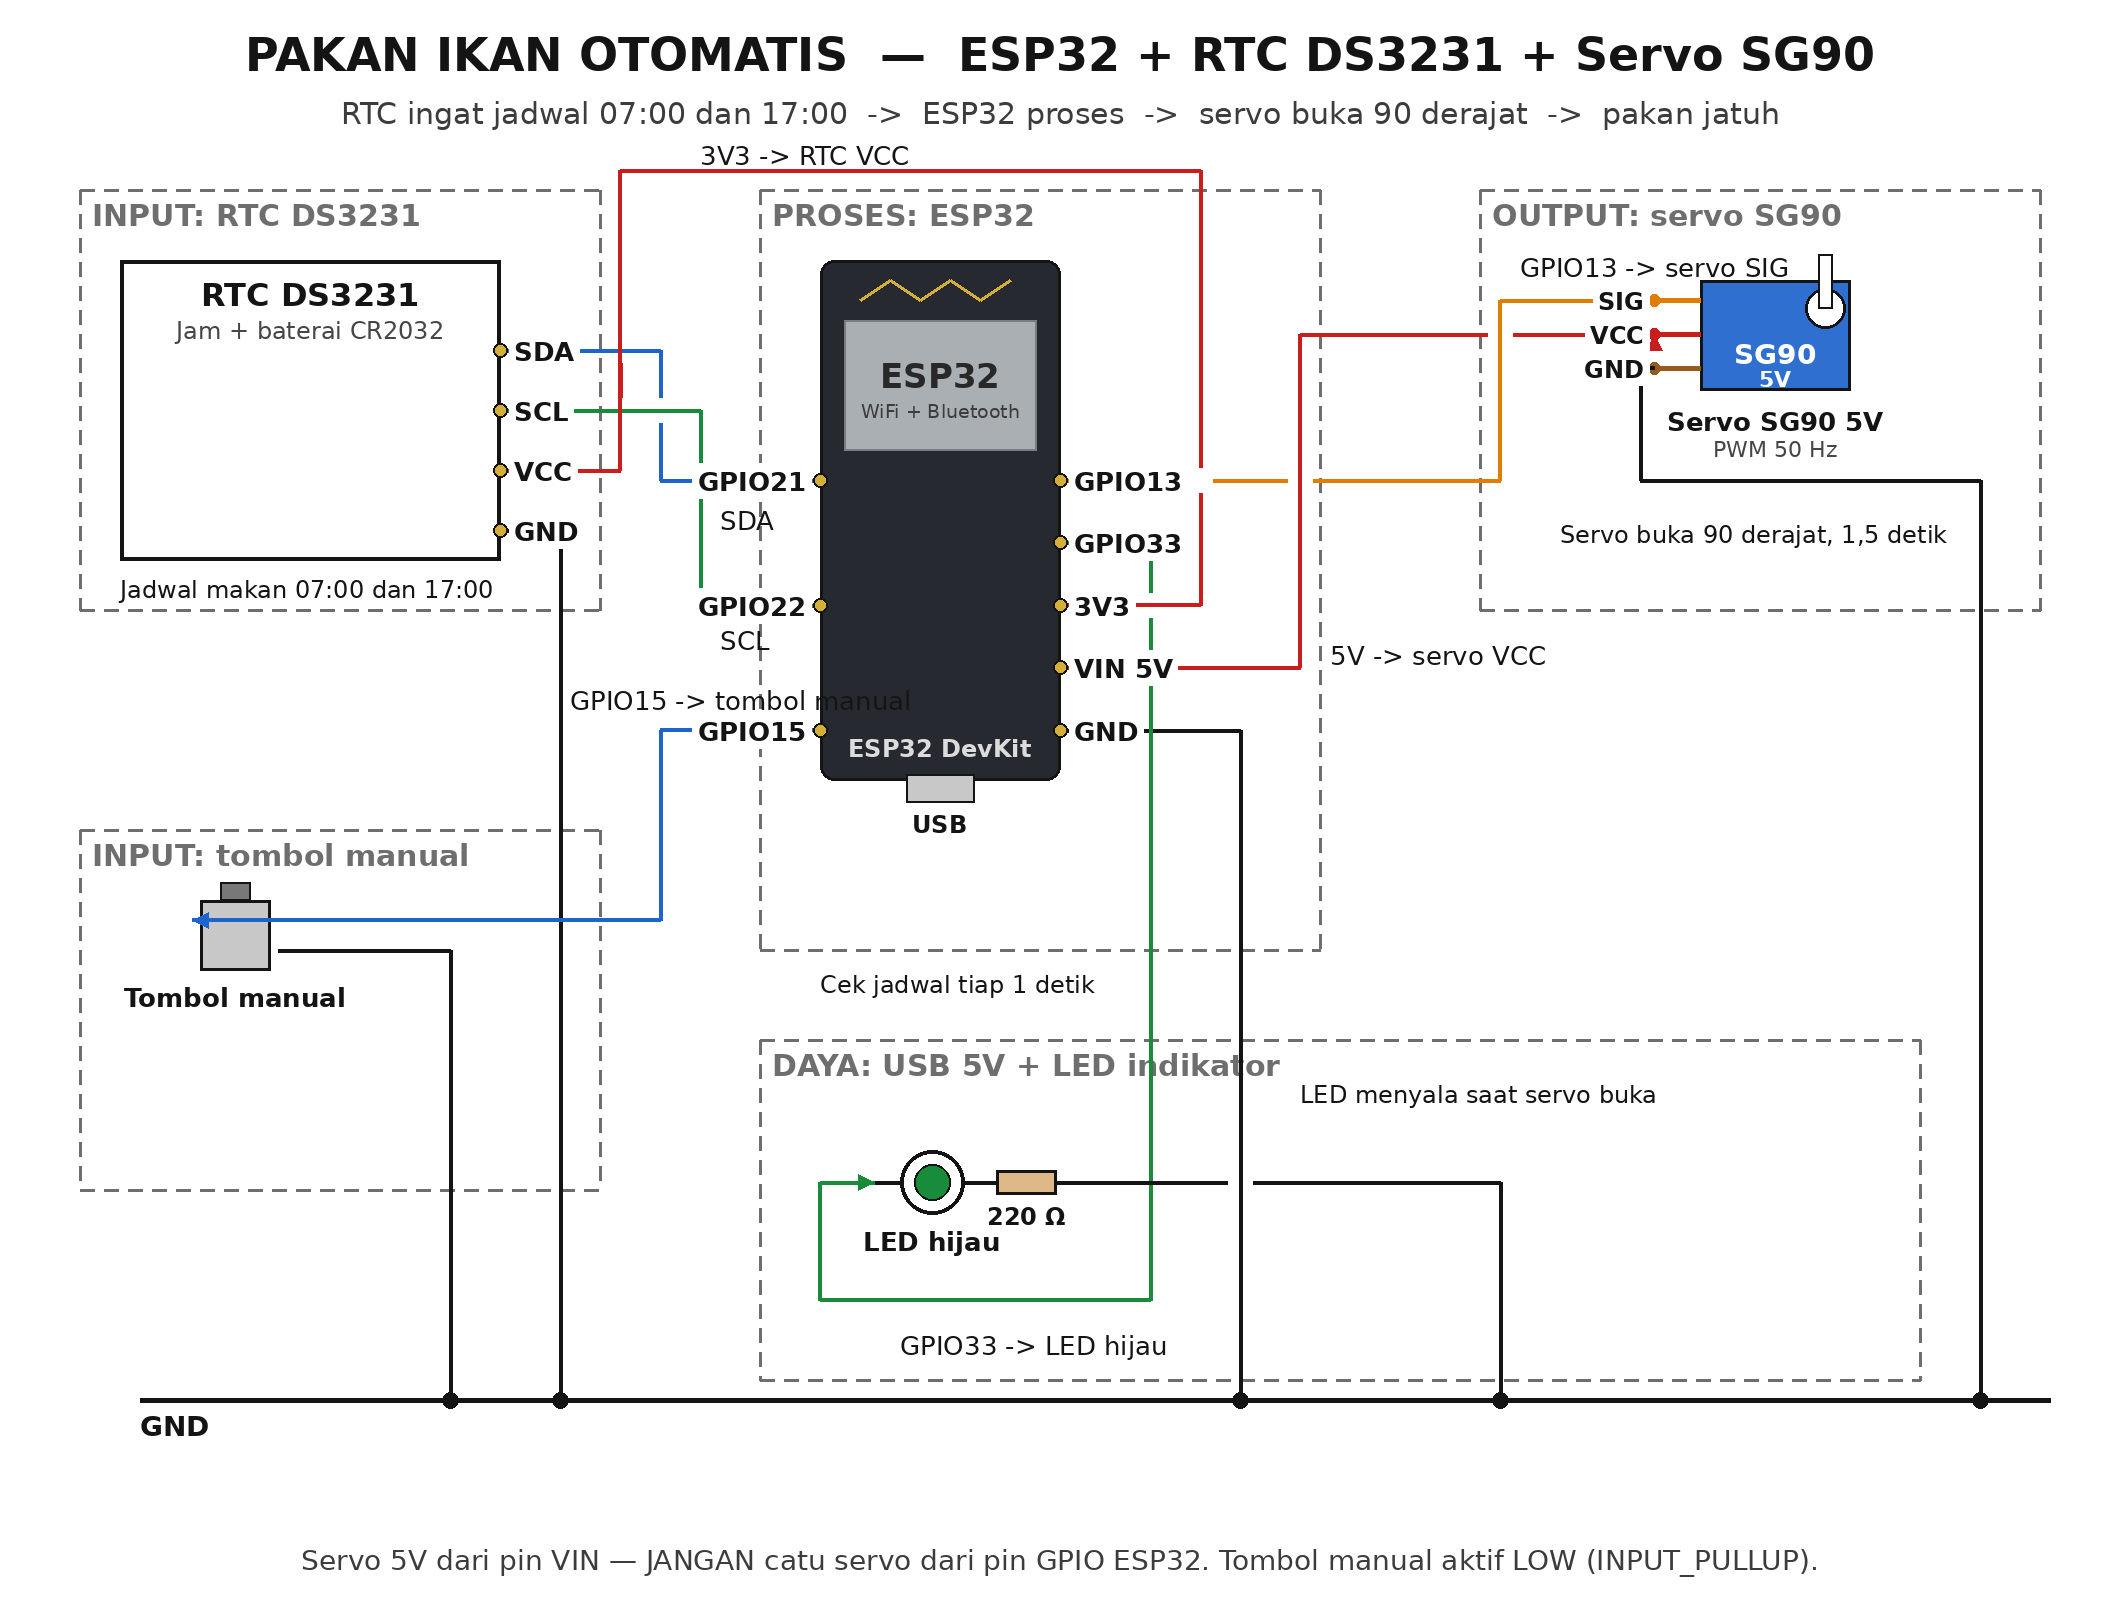 PAKAN IKAN OTOMATIS — ESP32 + RTC DS3231 + Servo SG90
RTC ingat jadwal 07:00 dan 17:00 -> ESP32 proses -> servo buka 90 derajat -> pakan jatuh
3V3 -> RTC VCC
INPUT: RTC DS3231
RTC DS3231
Jam + baterai CR2032
SDA
SCL
VCC
GND
Jadwal makan 07:00 dan 17:00
PROSES: ESP32
ESP32
WiFi + Bluetooth
GPIO21
SDA
GPIO22
SCL
GPIO15 -> tombol manual
GPIO15
GPIO13
GPIO33
3V3
VIN 5V
GND
ESP32 DevKit
USB
Cek jadwal tiap 1 detik
OUTPUT: servo SG90
GPIO13 -> servo SIG
SIG
VCC
GND
SG90
5V
Servo SG90 5V
PWM 50 Hz
Servo buka 90 derajat, 1,5 detik
5V -> servo VCC
INPUT: tombol manual
Tombol manual
DAYA: USB 5V + LED indikator
LED menyala saat servo buka
220 Ω
LED hijau
GPIO33 -> LED hijau
GND
Servo 5V dari pin VIN — JANGAN catu servo dari pin GPIO ESP32. Tombol manual aktif LOW (INPUT_PULLUP).